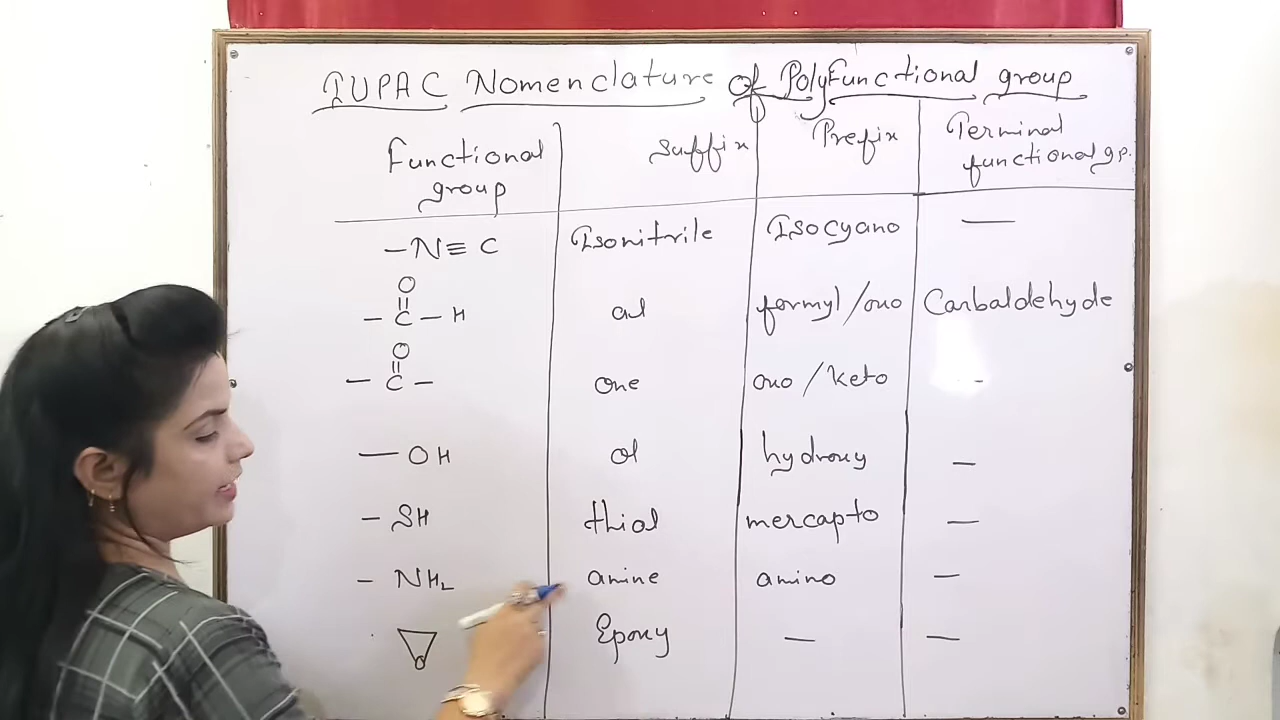 IUPAC Nomenclature of Polyfunctional group
Functional group Suffix Prefix Terminal functional gp.
-N≡C Isonitrile Isocyano —
O
||
-C-H al formyl/oxo Carbaldehyde
O
||
-C- one oxo/keto -
-OH ol hydroxy —
-SH thiol mercapto —
-NH₂ amine amino —
O Epoxy — —